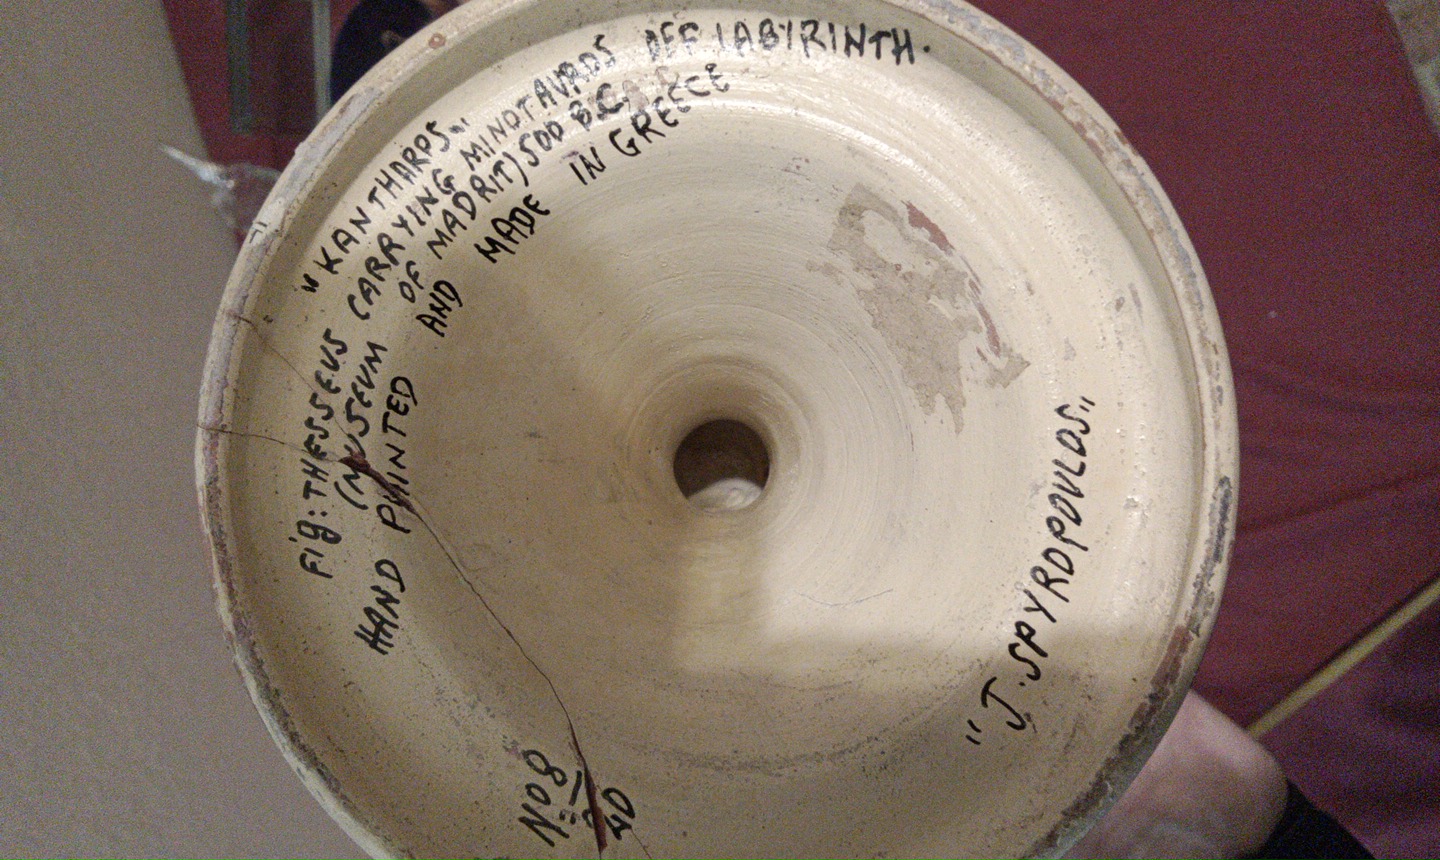 "KANTHAROS"
Fig: THESSEUS CARRYING MINOTAVROS OFF LABYRINTH.
(MUSEUM OF MADRIT) 500 B.C.
HAND PAINTED AND MADE IN GREECE
"J. SPYROPOULOS"
No 8